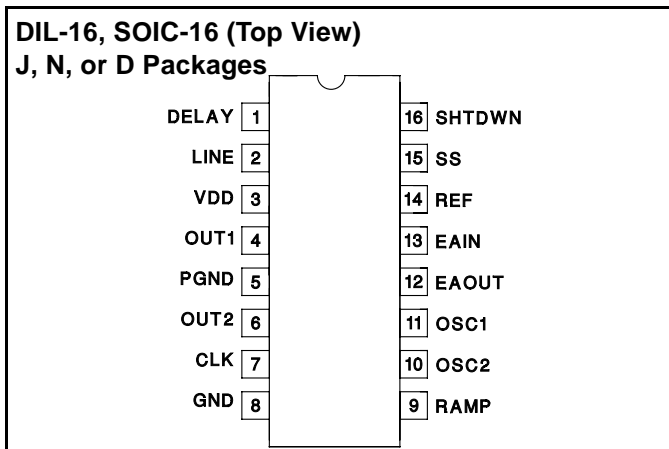 DIL-16, SOIC-16 (Top View)
J, N, or D Packages
DELAY 1 16 SHTDWN
LINE 2 15 SS
VDD 3 14 REF
OUT1 4 13 EAIN
PGND 5 12 EAOUT
OUT2 6 11 OSC1
CLK 7 10 OSC2
GND 8 9 RAMP